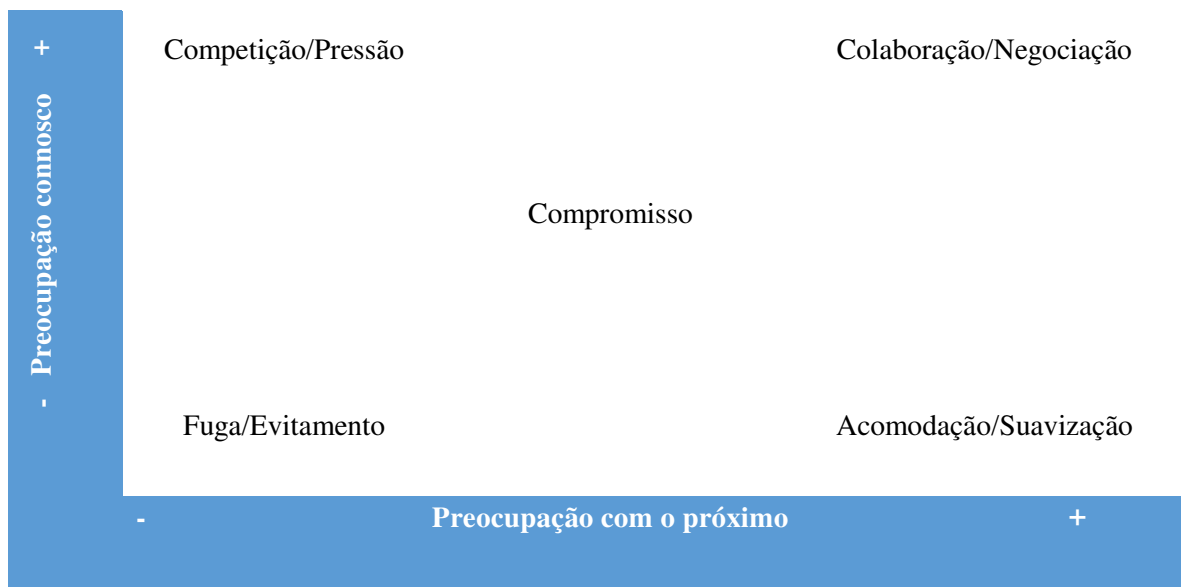 + Competição/Pressão Colaboração/Negociação
- Preocupação connosco
Compromisso
Fuga/Evitamento Acomodação/Suavização
- Preocupação com o próximo +